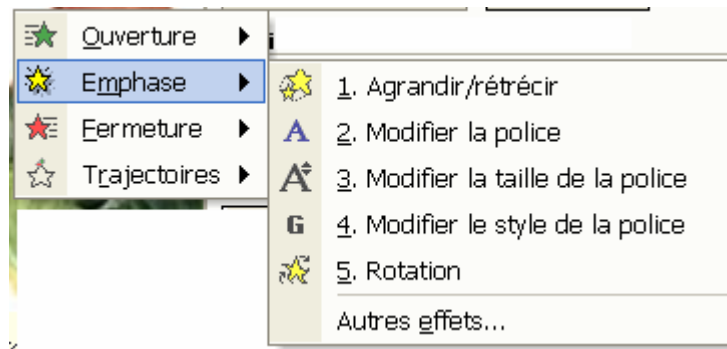 Ouverture
Emphase
Fermeture
Trajectoires
1. Agrandir/rétrécir
2. Modifier la police
3. Modifier la taille de la police
4. Modifier le style de la police
5. Rotation
Autres effets...